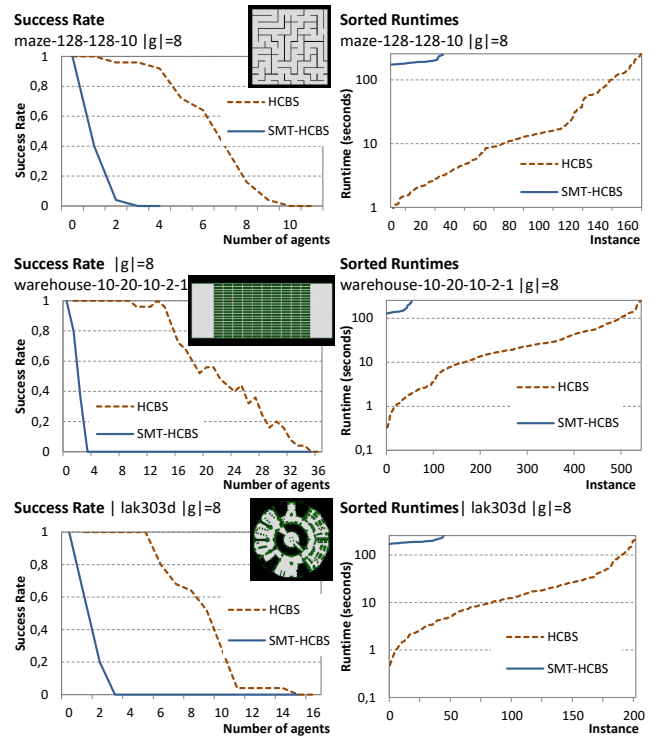 Success Rate
maze-128-128-10 |g|=8
Success Rate
1
0,8
0,6
0,4
0,2
0
HCBS
SMT-HCBS
0 2 4 6 8 10
Number of agents
Sorted Runtimes
maze-128-128-10 |g|=8
Runtime (seconds)
100
10
1
HCBS
SMT-HCBS
0 20 40 60 80 100 120 140 160
Instance
Success Rate |g|=8
warehouse-10-20-10-2-1
Success Rate
1
0,8
0,6
0,4
0,2
0
HCBS
SMT-HCBS
0 4 8 12 16 20 24 28 32 36
Number of agents
Sorted Runtimes
warehouse-10-20-10-2-1 |g|=8
Runtime (seconds)
100
10
1
0,1
HCBS
SMT-HCBS
0 100 200 300 400 500
Instance
Success Rate | lak303d |g|=8
Success Rate
1
0,8
0,6
0,4
0,2
0
HCBS
SMT-HCBS
0 2 4 6 8 10 12 14 16
Number of agents
Sorted Runtimes| lak303d |g|=8
Runtime (seconds)
100
10
1
0,1
HCBS
SMT-HCBS
0 50 100 150 200
Instance